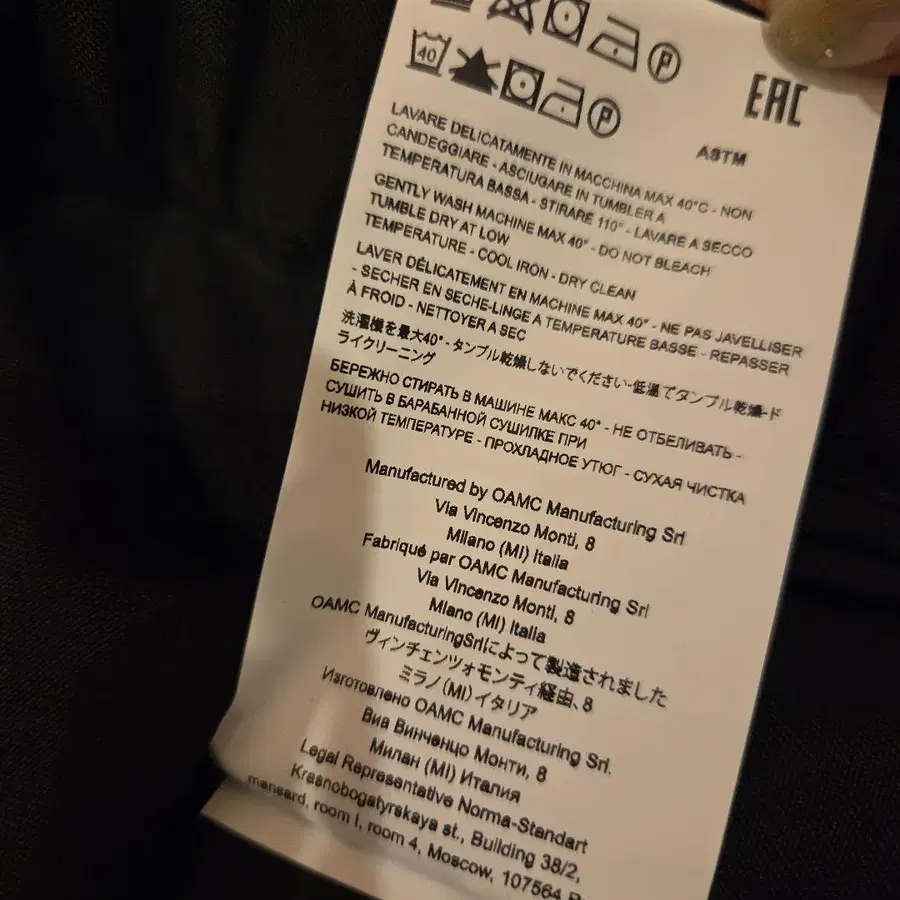 P
40 P
EAC
ASTM
LAVARE DELICATAMENTE IN MACCHINA MAX 40°C - NON
CANDEGGIARE - ASCIUGARE IN TUMBLER A
TEMPERATURA BASSA - STIRARE 110° - LAVARE A SECCO
GENTLY WASH MACHINE MAX 40° - DO NOT BLEACH
TUMBLE DRY AT LOW
TEMPERATURE - COOL IRON - DRY CLEAN
LAVER DÉLICATEMENT EN MACHINE MAX 40° - NE PAS JAVELLISER
- SECHER EN SECHE-LINGE A TEMPERATURE BASSE - REPASSER
À FROID - NETTOYER A SEC
洗濯機を最大40° - タンブル乾燥しないでください-低温てタンブル乾燥-ド
ライクリーニング
БЕРЕЖНО СТИРАТЬ В МАШИНЕ МАКС 40° - НЕ ОТБЕЛИВАТЬ -
СУШИТЬ В БАРАБАННОЙ СУШИЛКЕ ПРИ
НИЗКОЙ ТЕМПЕРАТУРЕ - ПРОХЛАДНОЕ УТЮГ - СУХАЯ ЧИСТКА
Manufactured by OAMC Manufacturing Srl
Via Vincenzo Monti, 8
Milano (MI) Italia
Fabriqué par OAMC Manufacturing Srl
Via Vincenzo Monti, 8
Mlano (MI) Italia
OAMC ManufacturingSrlによって製造されました
ヴィンチェンツォモンティ経由、8
ミラノ(MI)イタリア
Изготовлено OAMC Manufacturing Srl.
Виа Винченцо Монти, 8
Милан (MI) Италия
Legal Representative Norma-Standart
Krasnobogatyrskaya st., Building 38/2,
mansard, room I, room 4, Moscow, 107564